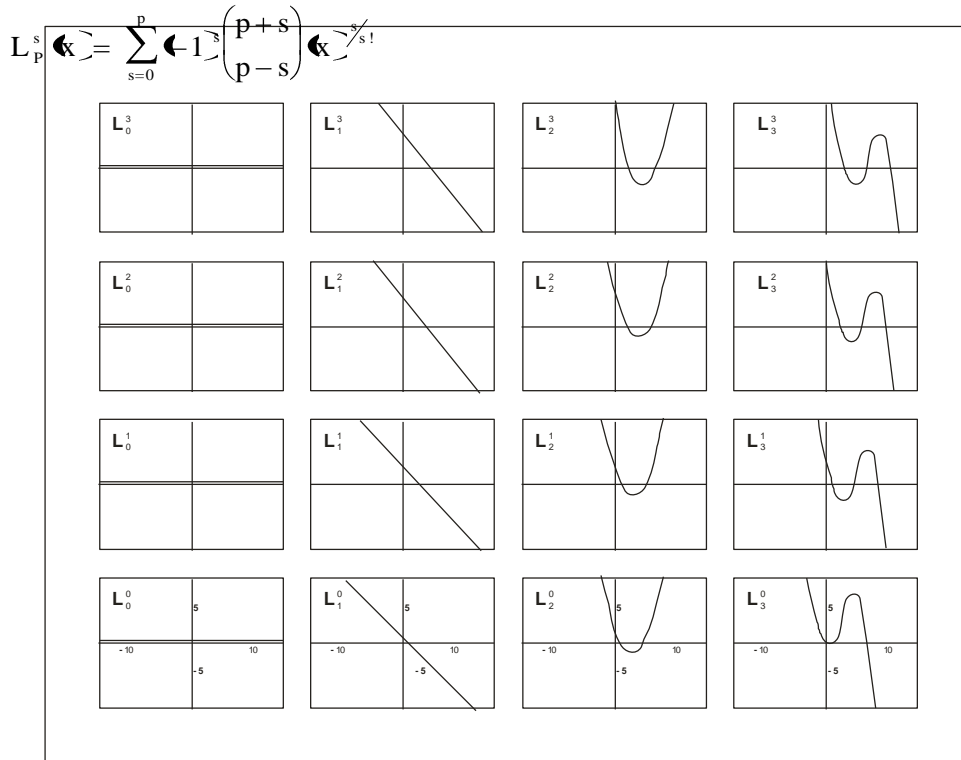 L_P^s (x) = \sum_{s=0}^{p} (-1)^s \binom{p+s}{p-s} (x)^s / s!
L_0^3 L_1^3 L_2^3 L_3^3
L_0^2 L_1^2 L_2^2 L_3^2
L_0^1 L_1^1 L_2^1 L_3^1
L_0^0 L_1^0 L_2^0 L_3^0
5 5 5 5
-10 10 -10 10 -10 10 -10 10
-5 -5 -5 -5